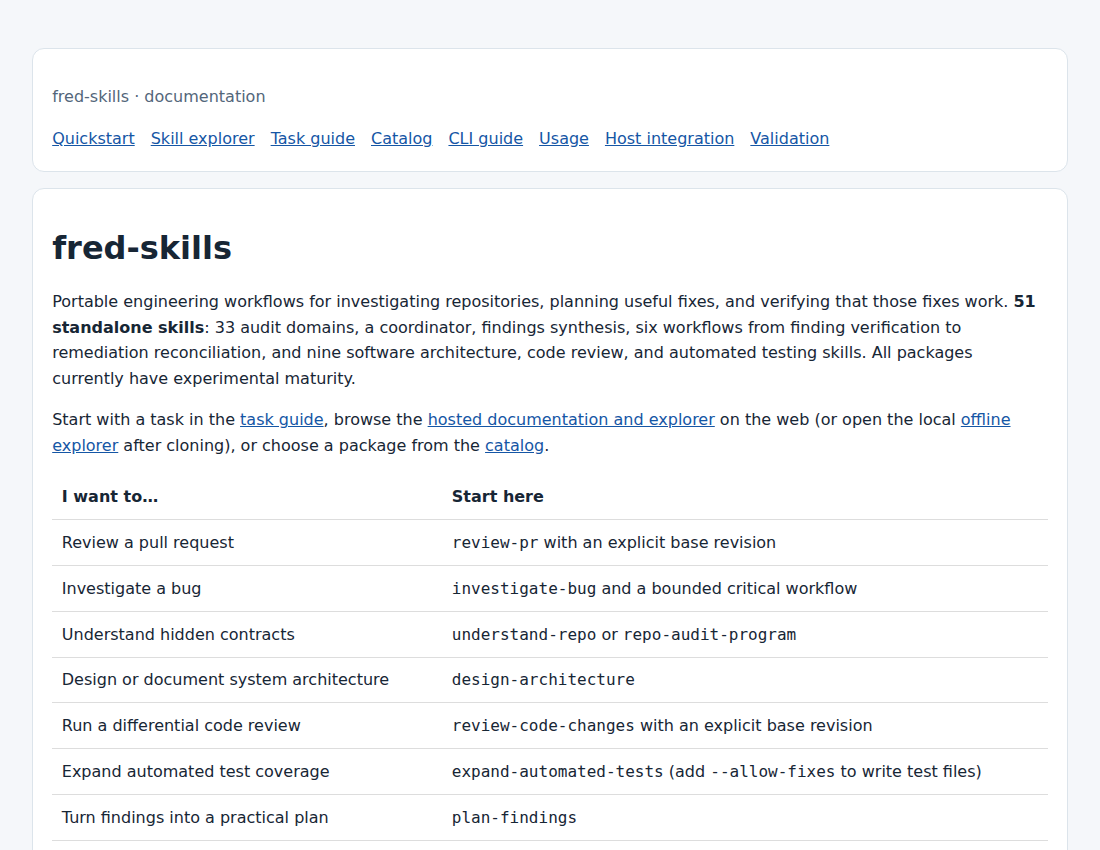 fred-skills · documentation
Quickstart Skill explorer Task guide Catalog CLI guide Usage Host integration Validation
fred-skills
Portable engineering workflows for investigating repositories, planning useful fixes, and verifying that those fixes work. 51
standalone skills: 33 audit domains, a coordinator, findings synthesis, six workflows from finding verification to
remediation reconciliation, and nine software architecture, code review, and automated testing skills. All packages
currently have experimental maturity.
Start with a task in the task guide, browse the hosted documentation and explorer on the web (or open the local offline
explorer after cloning), or choose a package from the catalog.
I want to… Start here
Review a pull request review-pr with an explicit base revision
Investigate a bug investigate-bug and a bounded critical workflow
Understand hidden contracts understand-repo or repo-audit-program
Design or document system architecture design-architecture
Run a differential code review review-code-changes with an explicit base revision
Expand automated test coverage expand-automated-tests (add --allow-fixes to write test files)
Turn findings into a practical plan plan-findings